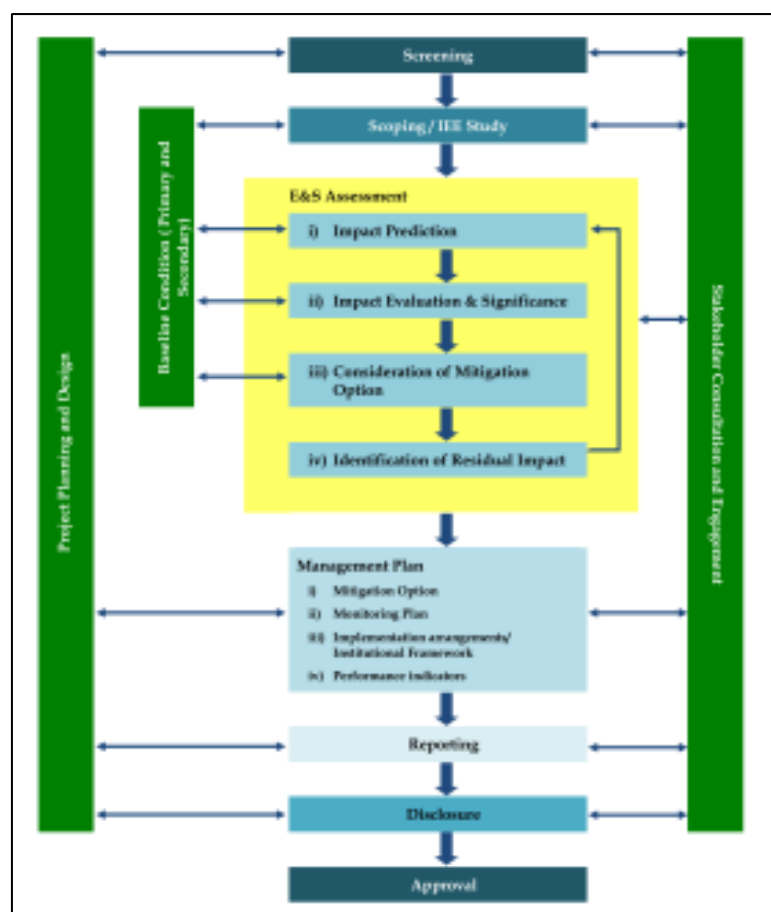 Screening
Scoping / IEE Study
E&S Assessment
i) Impact Prediction
ii) Impact Evaluation & Significance
iii) Consideration of Mitigation
Option
iv) Identification of Residual Impact
Management Plan
i) Mitigation Option
ii) Monitoring Plan
iii) Implementation arrangements/
Institutional Framework
iv) Performance indicators
Reporting
Disclosure
Approval
Project Planning and Design
Baseline Condition ( Primary and
Secondary)
Stakeholder Consultation and Engagement